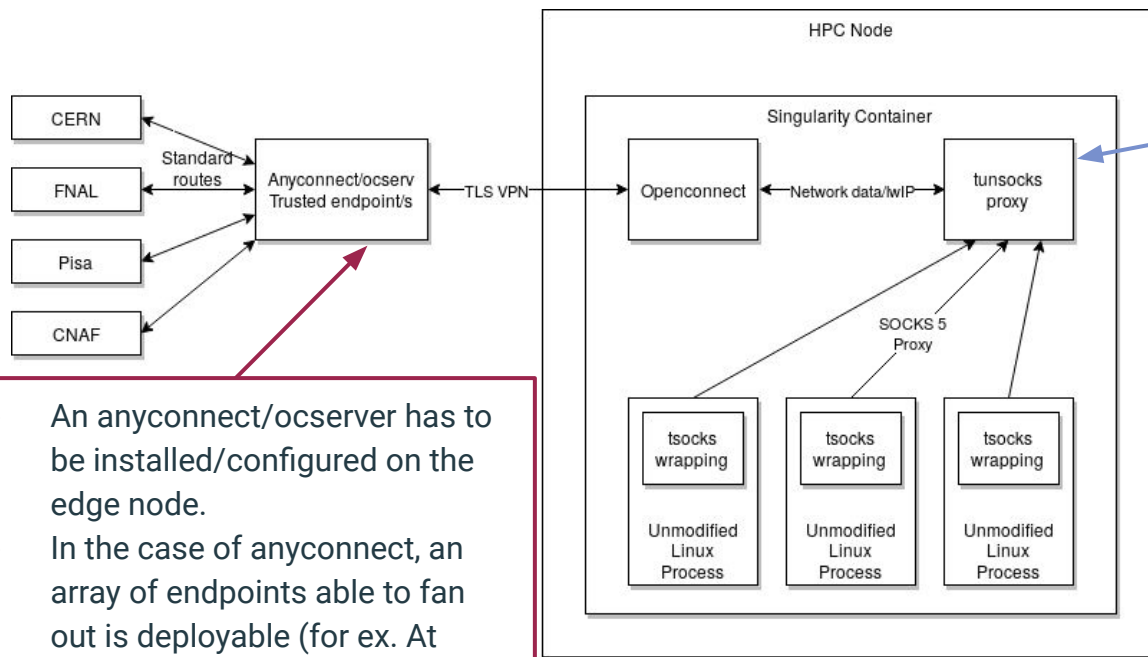 HPC Node
Singularity Container
CERN
FNAL
Pisa
CNAF
Standard
routes
Anyconnect/ocserv
Trusted endpoint/s
TLS VPN
Openconnect
Network data/lwIP
tunsocks
proxy
SOCKS 5
Proxy
tsocks
wrapping
Unmodified
Linux
Process
tsocks
wrapping
Unmodified
Linux
Process
tsocks
wrapping
Unmodified
Linux
Process
An anyconnect/ocserver has to
be installed/configured on the
edge node.
In the case of anyconnect, an
array of endpoints able to fan
out is deployable (for ex. At